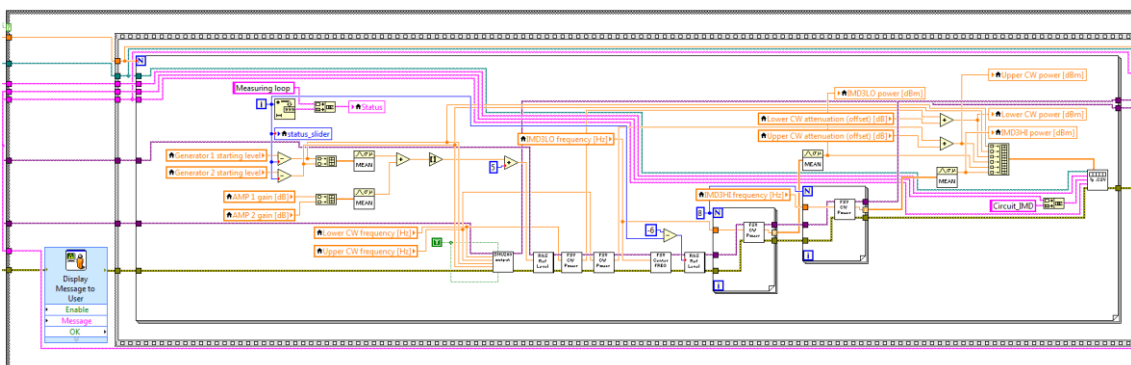 Upper CW power [dBm]
N
IMD3LO power [dBm]
Measuring loop
i
Status
Lower CW attenuation (offset) [dB]
Lower CW power [dBm]
status_slider
IMD3LO frequency [Hz]
Upper CW attenuation (offset) [dB]
IMD3HI power [dBm]
Generator 1 starting level
Generator 2 starting level
MEAN
5
MEAN
MEAN
AMP 1 gain [dB]
AMP 2 gain [dB]
MEAN
IMD3HI frequency [Hz]
N
Circuit_IMD
8
N
Lower CW frequency [Hz]
Upper CW frequency [Hz]
-6
Display
Message to
User
Enable
Message
OK
i
i